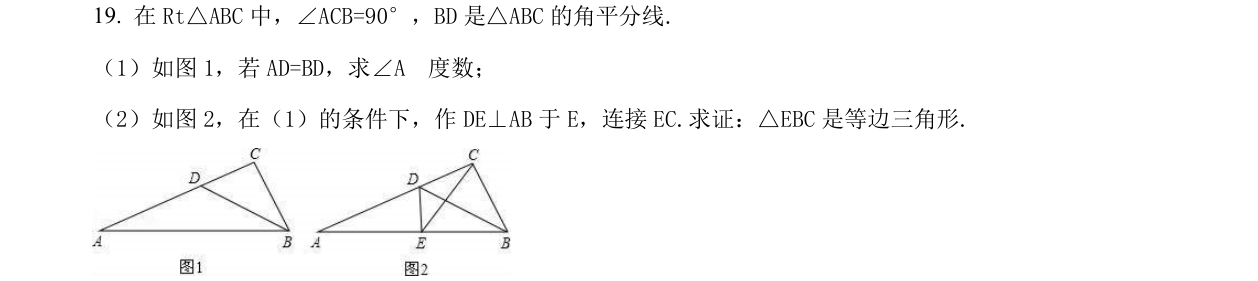 19. 在 Rt△ABC 中，∠ACB=90°，BD 是△ABC 的角平分线.
（1）如图 1，若 AD=BD，求∠A 度数；
（2）如图 2，在（1）的条件下，作 DE⊥AB 于 E，连接 EC.求证：△EBC 是等边三角形.
C C
D D
A B A E B
图1 图2